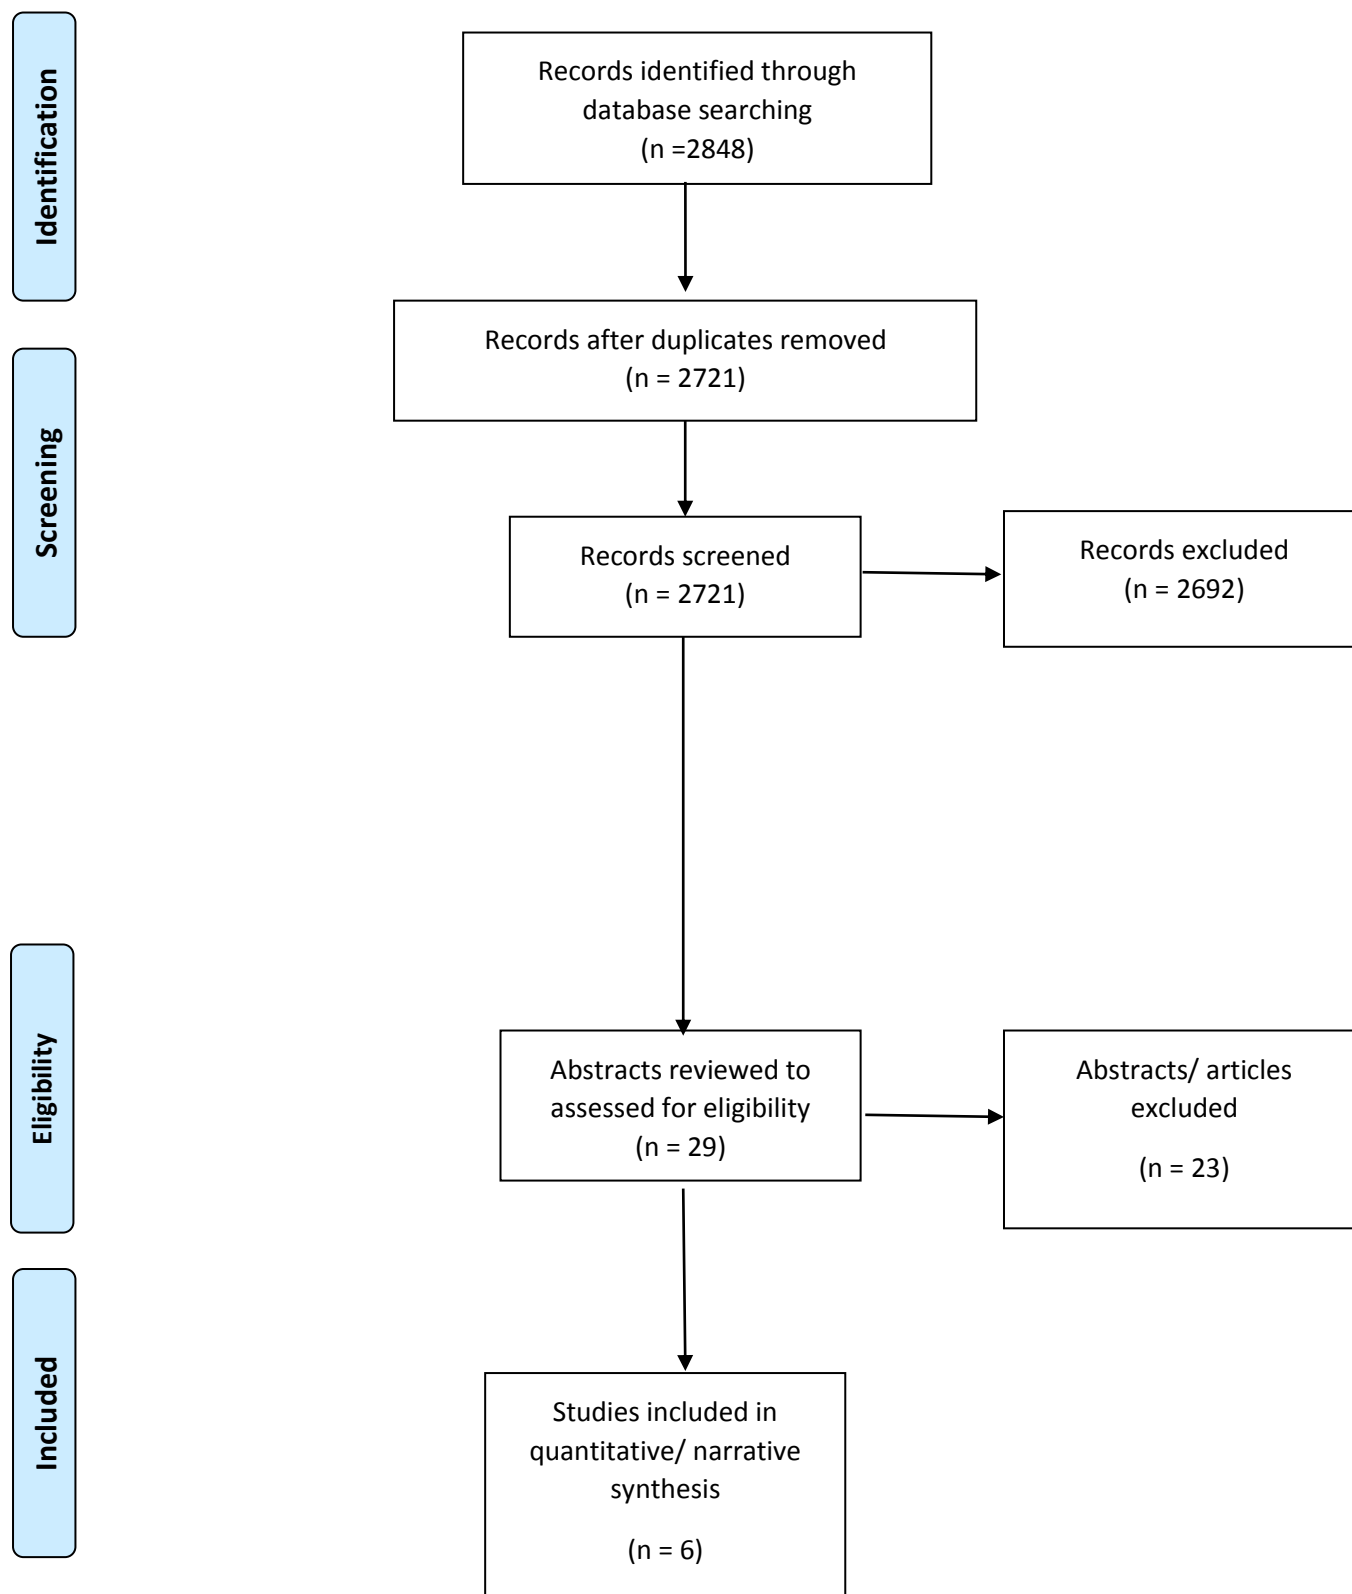 Identification
Records identified through
database searching
(n =2848)
Records after duplicates removed
(n = 2721)
Screening
Records screened
(n = 2721)
Records excluded
(n = 2692)
Eligibility
Abstracts reviewed to
assessed for eligibility
(n = 29)
Abstracts/ articles
excluded
(n = 23)
Included
Studies included in
quantitative/ narrative
synthesis
(n = 6)